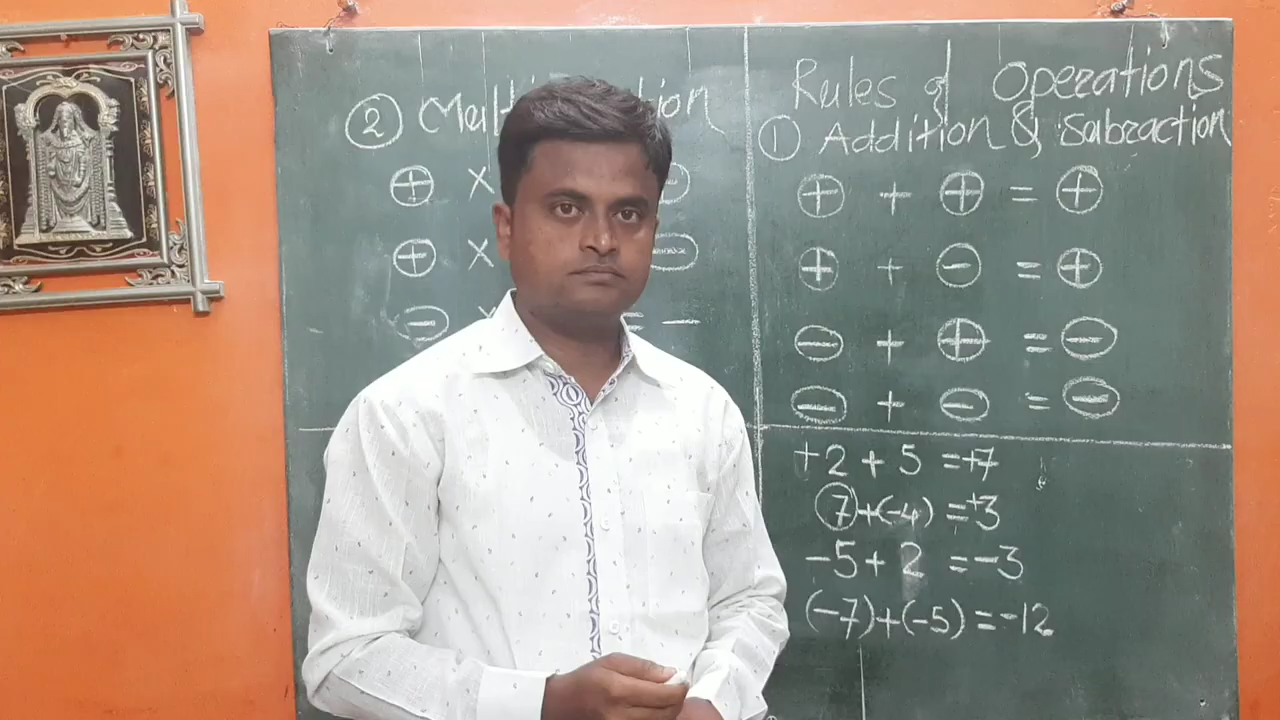 Rules of Operations
① Addition & Subraction
⊕ + ⊕ = ⊕
⊕ + ⊖ = ⊕
⊖ + ⊕ = ⊖
⊖ + ⊖ = ⊖
+2 + 5 = +7
7+(-4) = +3
-5+ 2 = -3
(-7)+(-5) = -12
②
⊕ ×
⊕ ×
⊖ = -